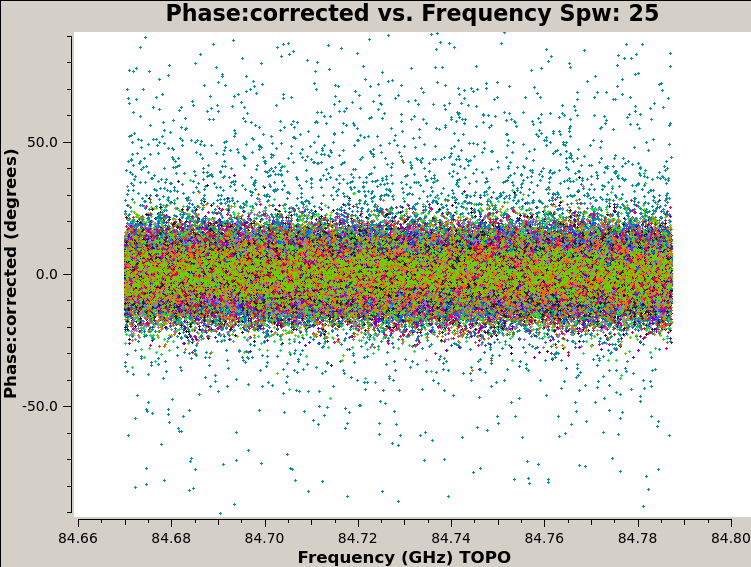 Phase:corrected vs. Frequency Spw: 25
Phase:corrected (degrees)
50.0
0.0
-50.0
84.66 84.68 84.70 84.72 84.74 84.76 84.78 84.80
Frequency (GHz) TOPO